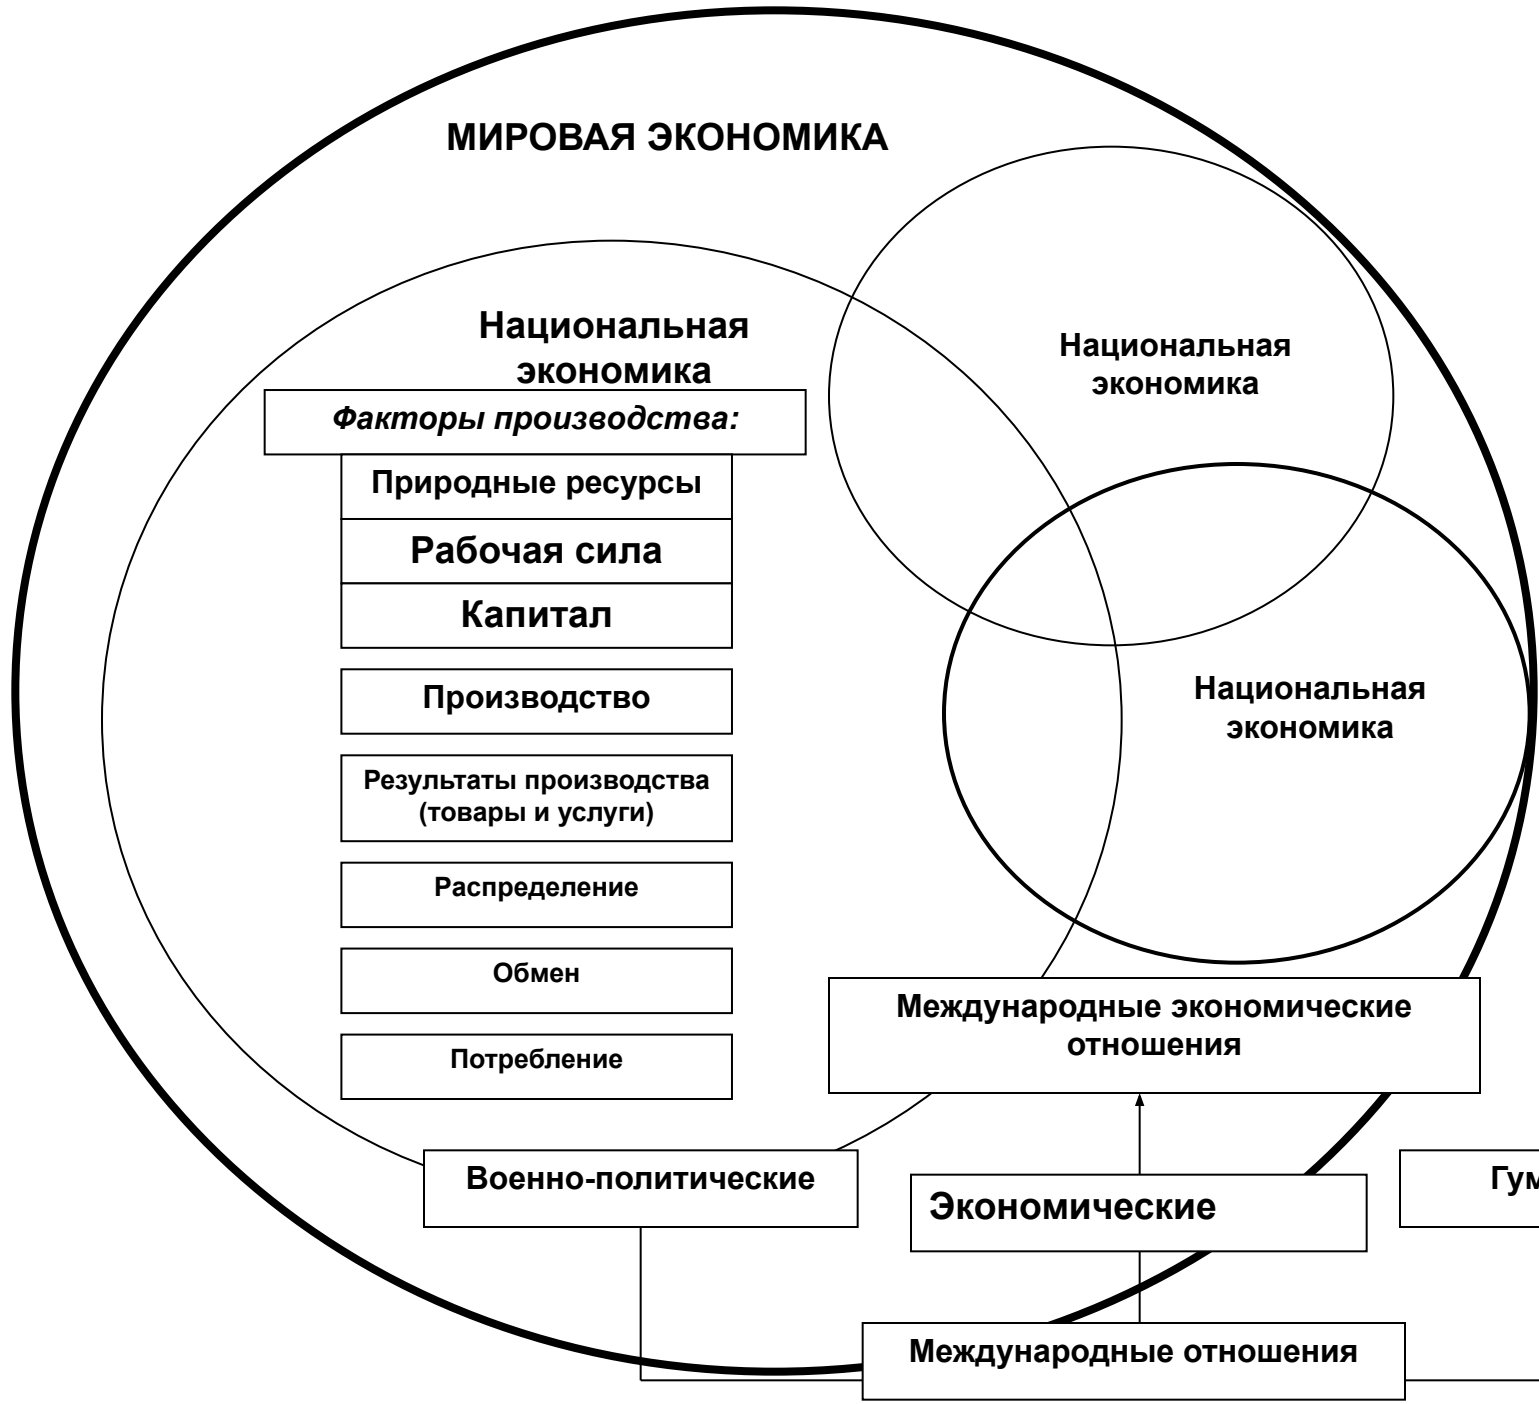 МИРОВАЯ ЭКОНОМИКА
Национальная
экономика
Факторы производства:
Природные ресурсы
Рабочая сила
Капитал
Производство
Результаты производства
(товары и услуги)
Распределение
Обмен
Потребление
Национальная
экономика
Национальная
экономика
Международные экономические
отношения
Военно-политические
Экономические
Гум
Международные отношения